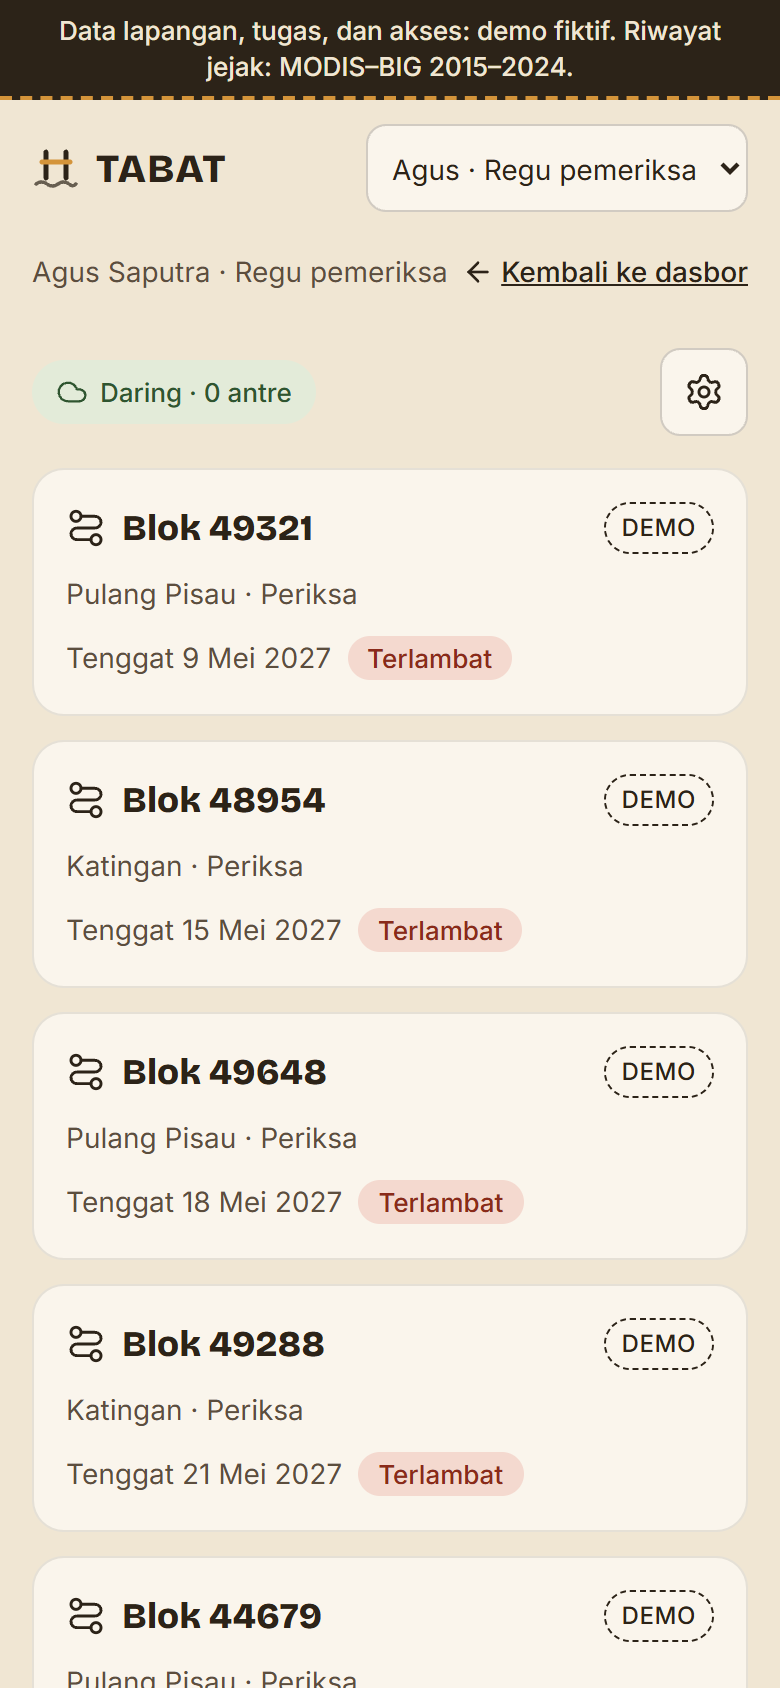 Data lapangan, tugas, dan akses: demo fiktif. Riwayat
jejak: MODIS–BIG 2015–2024.
TABAT
Agus · Regu pemeriksa
Agus Saputra · Regu pemeriksa
← Kembali ke dasbor
Daring · 0 antre
Blok 49321
DEMO
Pulang Pisau · Periksa
Tenggat 9 Mei 2027
Terlambat
Blok 48954
DEMO
Katingan · Periksa
Tenggat 15 Mei 2027
Terlambat
Blok 49648
DEMO
Pulang Pisau · Periksa
Tenggat 18 Mei 2027
Terlambat
Blok 49288
DEMO
Katingan · Periksa
Tenggat 21 Mei 2027
Terlambat
Blok 44679
DEMO
Pulang Pisau · Periksa